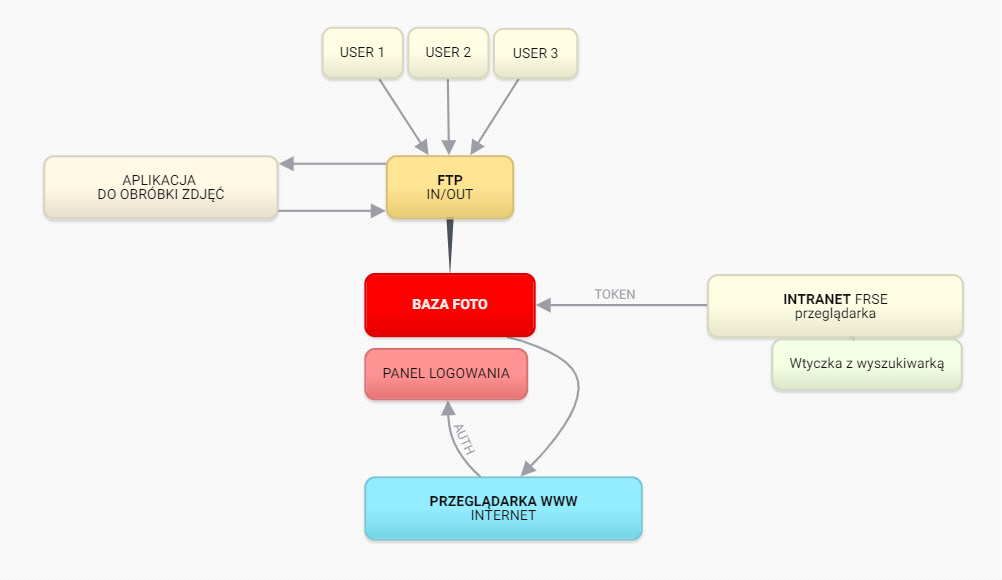 USER 1
USER 2
USER 3
APLIKACJA
DO OBRÓBKI ZDJĘĆ
FTP
IN/OUT
BAZA FOTO
TOKEN
INTRANET FRSE
przeglądarka
Wtyczka z wyszukiwarką
PANEL LOGOWANIA
AUTH
PRZEGLĄDARKA WWW
INTERNET